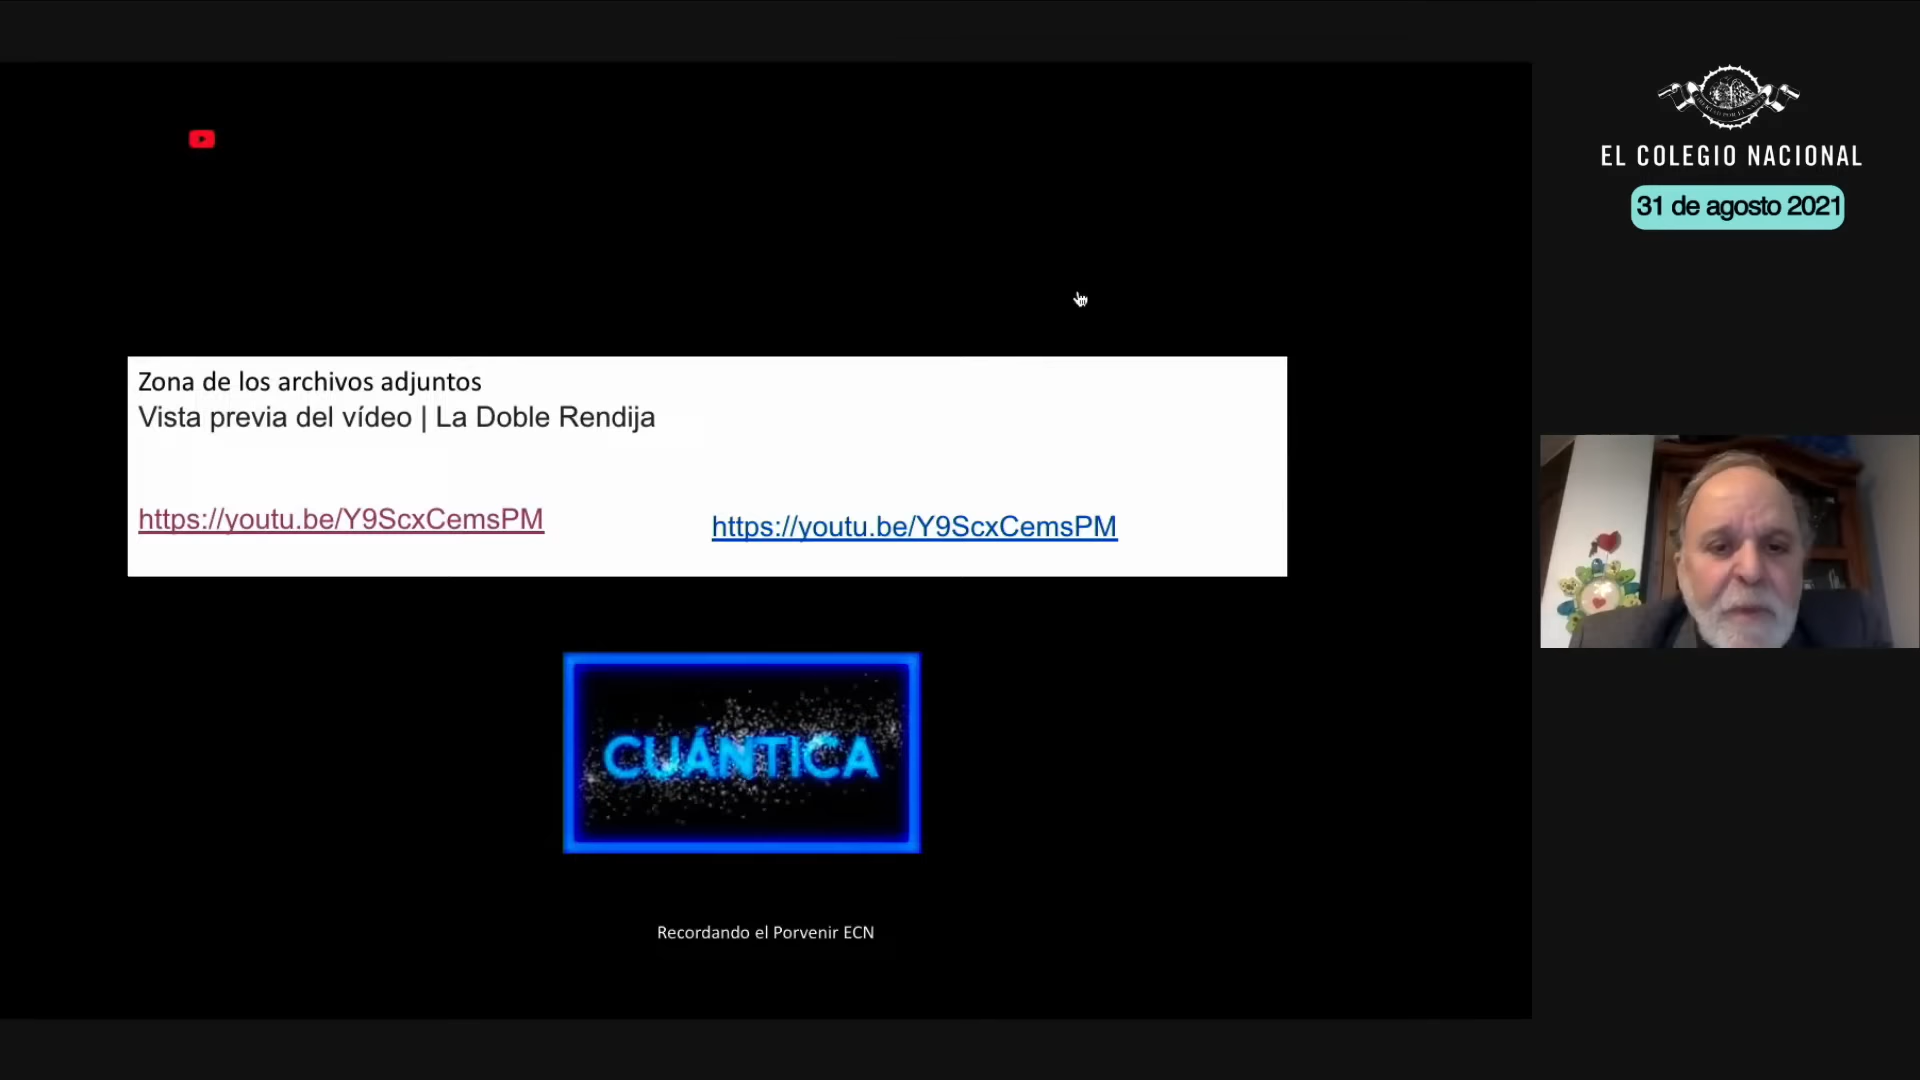 EL COLEGIO NACIONAL
31 de agosto 2021
Zona de los archivos adjuntos
Vista previa del vídeo | La Doble Rendija
https://youtu.be/Y9ScxCemsPM
https://youtu.be/Y9ScxCemsPM
CUÁNTICA
Recordando el Porvenir ECN